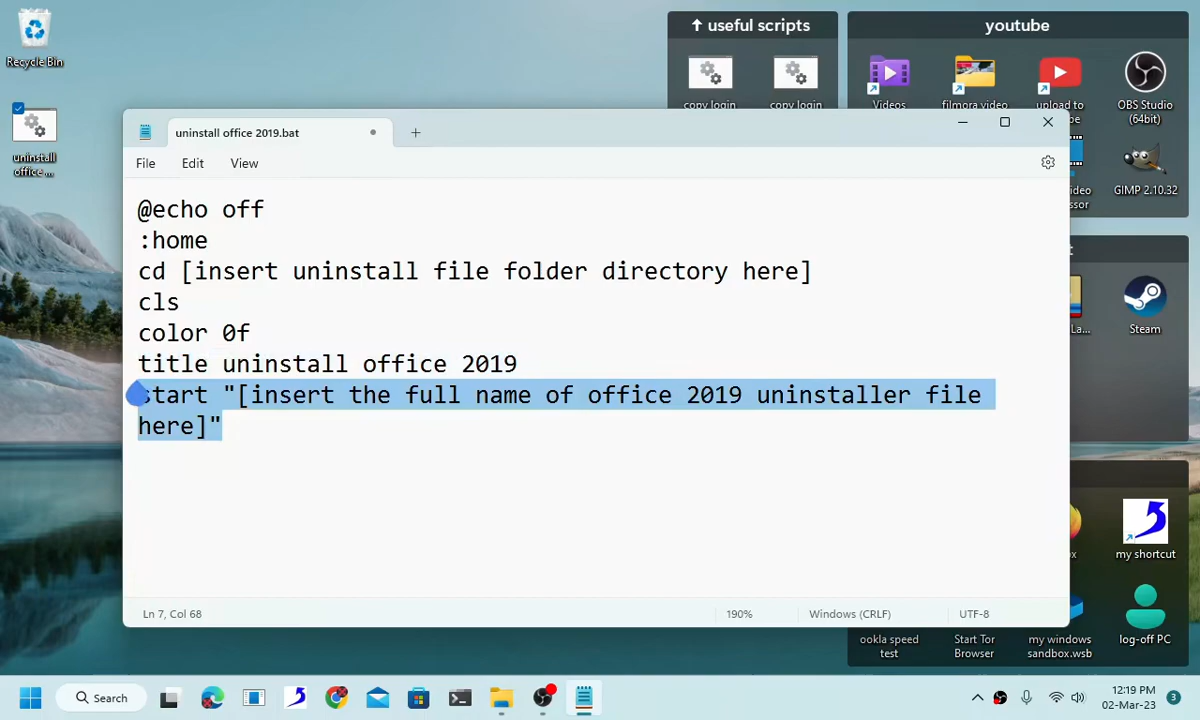 Recycle Bin
uninstall
office ...
↑ useful scripts
copy login
copy login
youtube
Videos
filmora video
upload to
OBS Studio
(64bit)
GIMP 2.10.32
Steam
my shortcut
ookla speed
test
Start Tor
Browser
my windows
sandbox.wsb
log-off PC
uninstall office 2019.bat
File
Edit
View
@echo off
:home
cd [insert uninstall file folder directory here]
cls
color 0f
title uninstall office 2019
start "[insert the full name of office 2019 uninstaller file
here]"
Ln 7, Col 68
190%
Windows (CRLF)
UTF-8
Search
12:19 PM
02-Mar-23
3